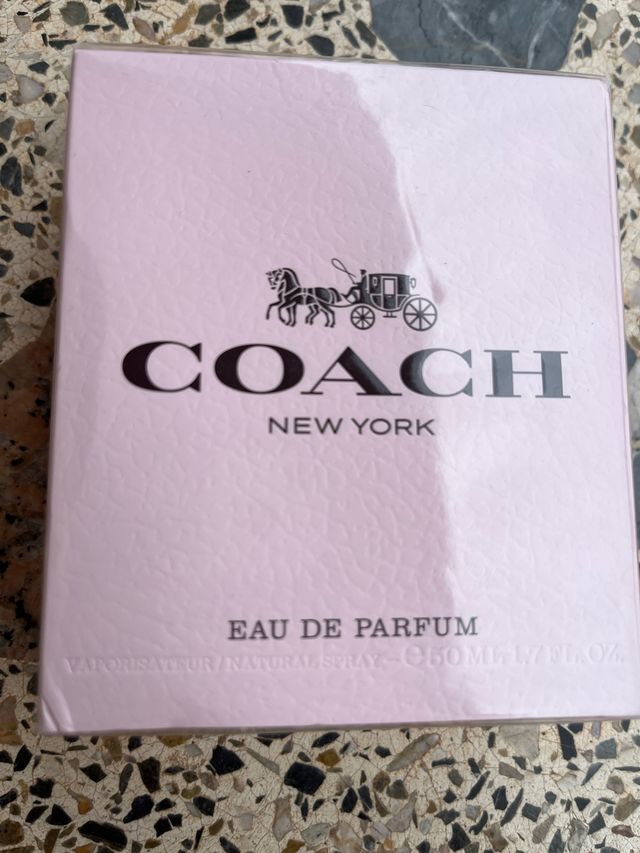 COACH
NEW YORK
EAU DE PARFUM
VAPORISATEUR / NATURAL SPRAY - ℮50 ML 1.7 FL. OZ.